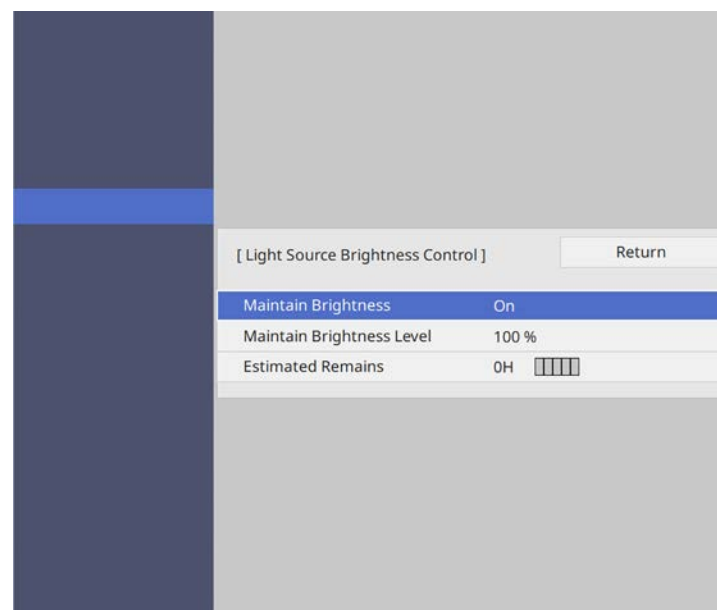 [ Light Source Brightness Control ] Return
Maintain Brightness On
Maintain Brightness Level 100 %
Estimated Remains 0H